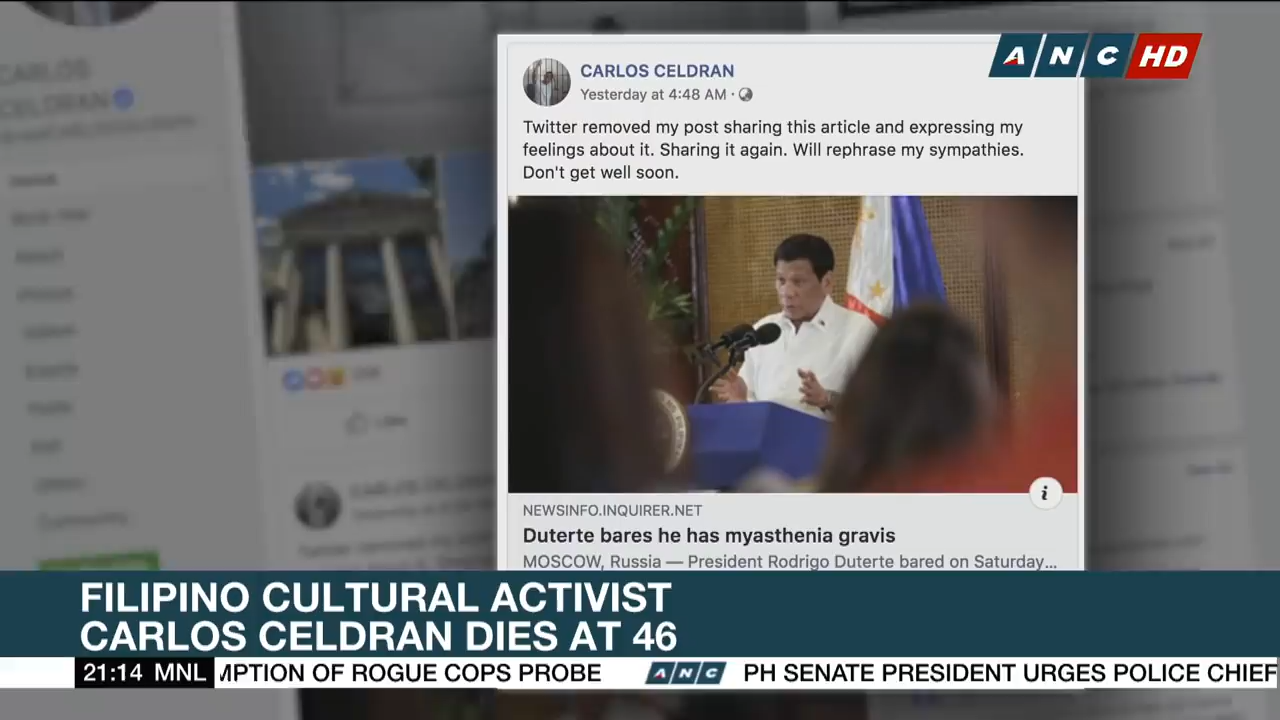 ANC HD
CARLOS CELDRAN
Yesterday at 4:48 AM ·
Twitter removed my post sharing this article and expressing my
feelings about it. Sharing it again. Will rephrase my sympathies.
Don't get well soon.
i
NEWSINFO.INQUIRER.NET
Duterte bares he has myasthenia gravis
MOSCOW, Russia — President Rodrigo Duterte bared on Saturday...
CARLOS
CELDRAN
Like
FILIPINO CULTURAL ACTIVIST
CARLOS CELDRAN DIES AT 46
21:14 MNL MPTION OF ROGUE COPS PROBE ANC PH SENATE PRESIDENT URGES POLICE CHIEF